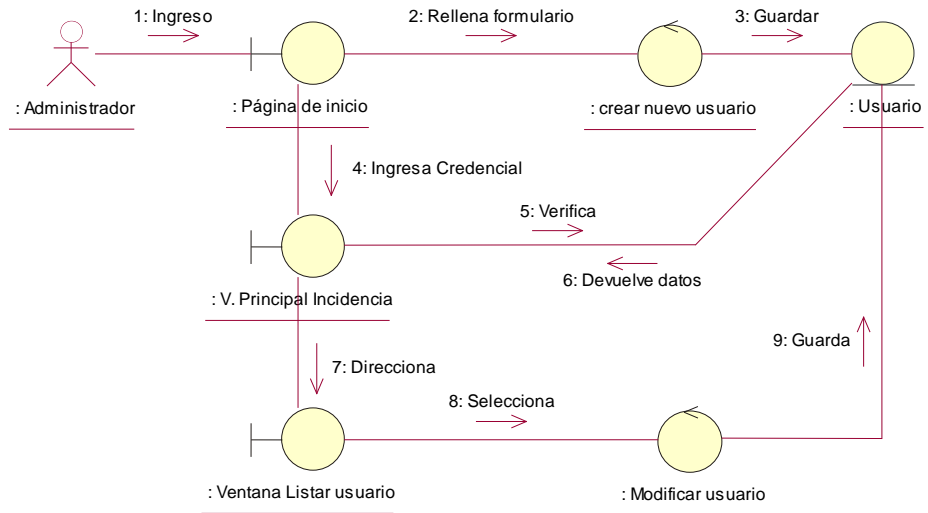 1: Ingreso
2: Rellena formulario
3: Guardar
: Administrador
: Página de inicio
: crear nuevo usuario
: Usuario
4: Ingresa Credencial
5: Verifica
6: Devuelve datos
: V. Principal Incidencia
9: Guarda
7: Direcciona
8: Selecciona
: Ventana Listar usuario
: Modificar usuario